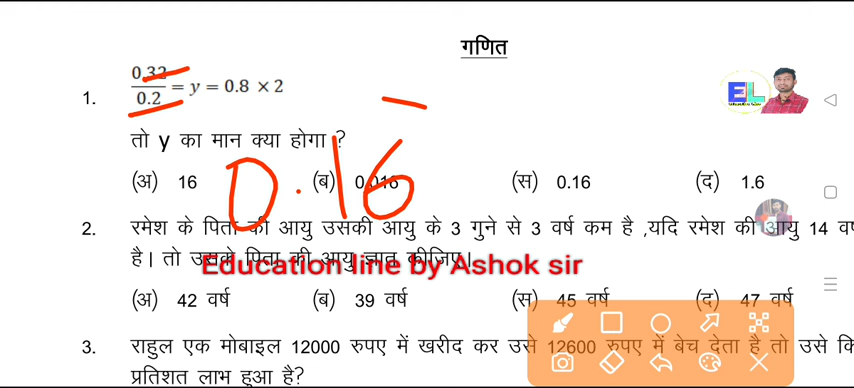 गणित
1. 0.32/0.2 = y = 0.8 × 2
तो y का मान क्या होगा ?
(अ) 16 (ब) 0.016 (स) 0.16 (द) 1.6
0.16
2. रमेश के पिता की आयु उसकी आयु के 3 गुने से 3 वर्ष कम है ,यदि रमेश की आयु 14 वर्ष
है। तो उसके पिता की आयु ज्ञात कीजिए।
Education line by Ashok sir
(अ) 42 वर्ष (ब) 39 वर्ष (स) 45 वर्ष (द) 47 वर्ष
3. राहुल एक मोबाइल 12000 रुपए में खरीद कर उसे 12600 रुपए में बेच देता है तो उसे
प्रतिशत लाभ हुआ है?
EL